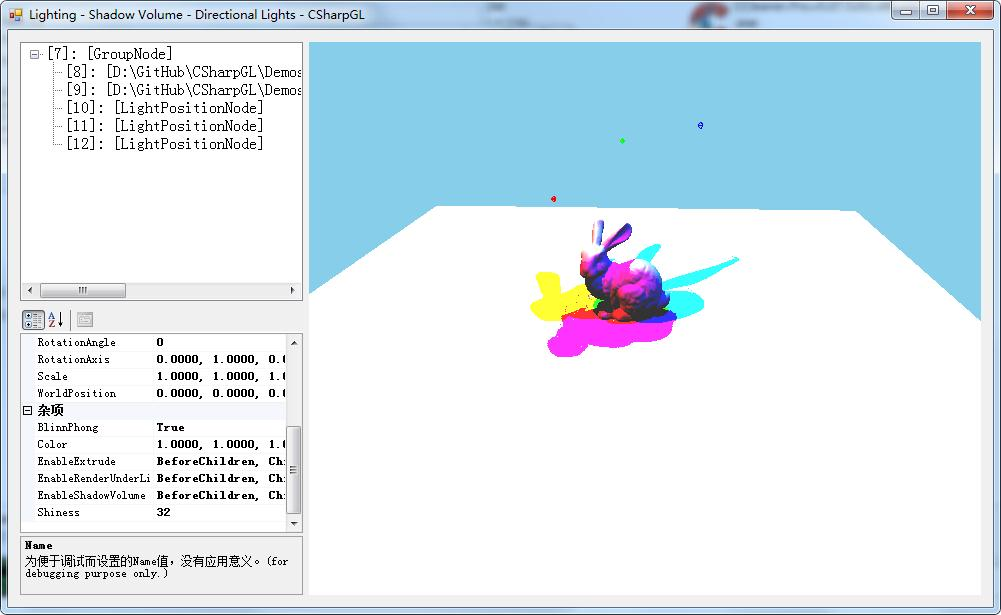 Lighting - Shadow Volume - Directional Lights - CSharpGL
[7]: [GroupNode]
[8]: [D:\GitHub\CSharpGL\Demos
[9]: [D:\GitHub\CSharpGL\Demos
[10]: [LightPositionNode]
[11]: [LightPositionNode]
[12]: [LightPositionNode]
RotationAngle 0
RotationAxis 0.0000, 1.0000, 0.0
Scale 1.0000, 1.0000, 1.0
WorldPosition 0.0000, 0.0000, 0.0
杂项
BlinnPhong True
Color 1.0000, 1.0000, 1.0
EnableExtrude BeforeChildren, Chi
EnableRenderUnderLi BeforeChildren, Chi
EnableShadowVolume BeforeChildren, Chi
Shiness 32
Name
为便于调试而设置的Name值，没有应用意义。(for
debugging purpose only.)